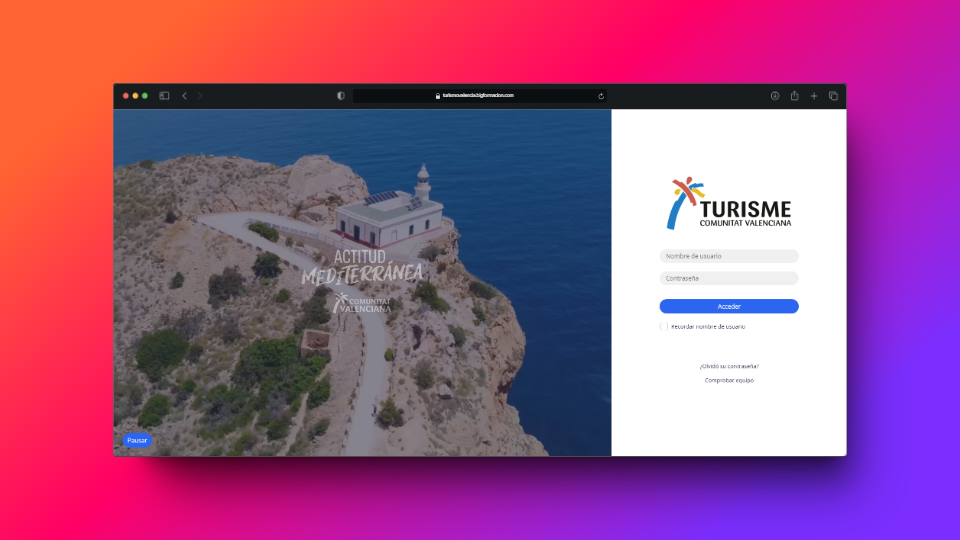 turismovalencia.bigformacion.com
ACTITUD
MEDITERRÁNEA
COMUNITAT
VALENCIANA
Pausar
TURISME
COMUNITAT VALENCIANA
Nombre de usuario
Contraseña
Acceder
Recordar nombre de usuario
¿Olvidó su contraseña?
Comprobar equipo